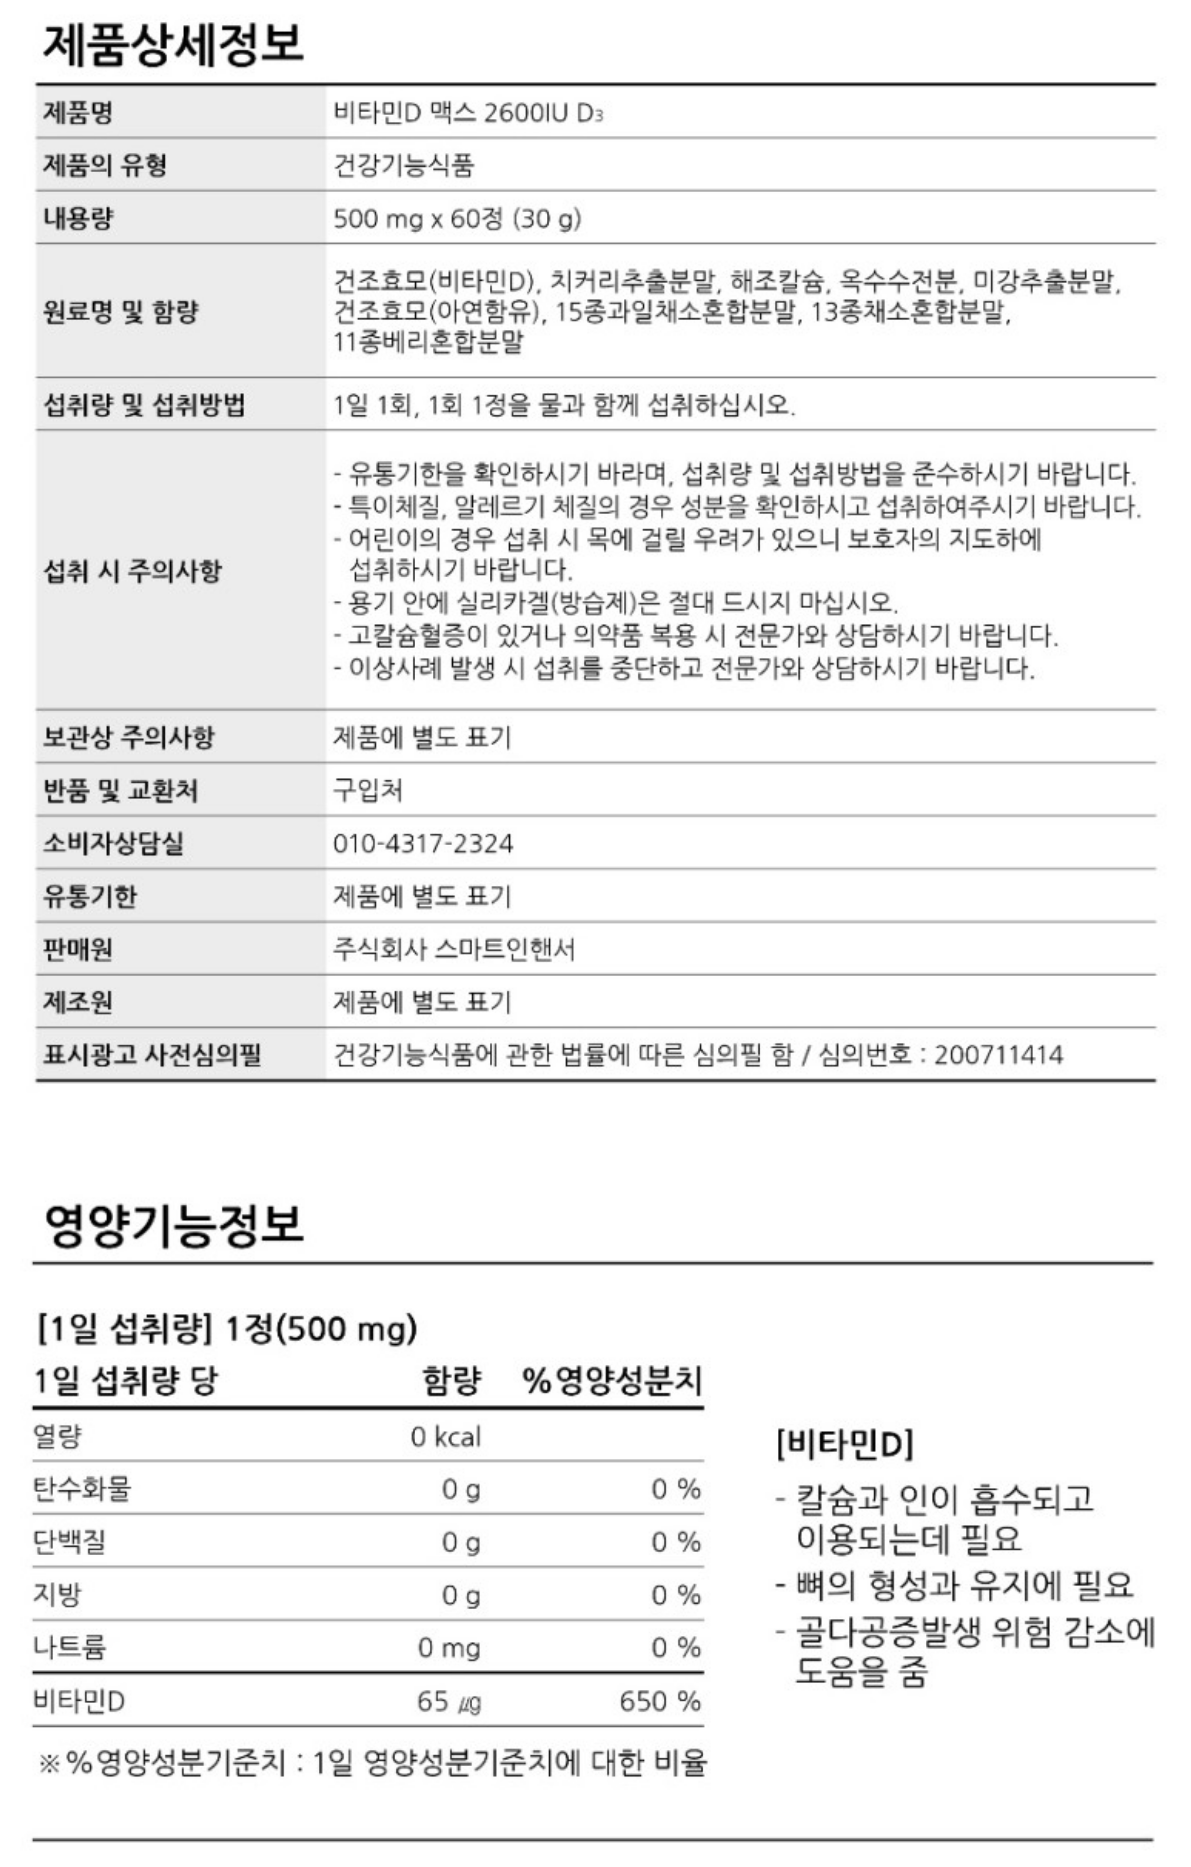 제품상세정보
제품명 비타민D 맥스 2600IU D₃
제품의 유형 건강기능식품
내용량 500 mg x 60정 (30 g)
원료명 및 함량
건조효모(비타민D), 치커리추출분말, 해조칼슘, 옥수수전분, 미강추출분말,
건조효모(아연함유), 15종과일채소혼합분말, 13종채소혼합분말,
11종베리혼합분말
섭취량 및 섭취방법 1일 1회, 1회 1정을 물과 함께 섭취하십시오.
섭취 시 주의사항
- 유통기한을 확인하시기 바라며, 섭취량 및 섭취방법을 준수하시기 바랍니다.
- 특이체질, 알레르기 체질의 경우 성분을 확인하시고 섭취하여주시기 바랍니다.
- 어린이의 경우 섭취 시 목에 걸릴 우려가 있으니 보호자의 지도하에
섭취하시기 바랍니다.
- 용기 안에 실리카겔(방습제)은 절대 드시지 마십시오.
- 고칼슘혈증이 있거나 의약품 복용 시 전문가와 상담하시기 바랍니다.
- 이상사례 발생 시 섭취를 중단하고 전문가와 상담하시기 바랍니다.
보관상 주의사항 제품에 별도 표기
반품 및 교환처 구입처
소비자상담실 010-4317-2324
유통기한 제품에 별도 표기
판매원 주식회사 스마트인핸서
제조원 제품에 별도 표기
표시광고 사전심의필 건강기능식품에 관한 법률에 따른 심의필 함 / 심의번호 : 200711414
영양기능정보
[1일 섭취량] 1정(500 mg)
1일 섭취량 당 함량 %영양성분치
열량 0 kcal
탄수화물 0 g 0 %
단백질 0 g 0 %
지방 0 g 0 %
나트륨 0 mg 0 %
비타민D 65 ㎍ 650 %
※%영양성분기준치 : 1일 영양성분기준치에 대한 비율
[비타민D]
- 칼슘과 인이 흡수되고
이용되는데 필요
- 뼈의 형성과 유지에 필요
- 골다공증발생 위험 감소에
도움을 줌